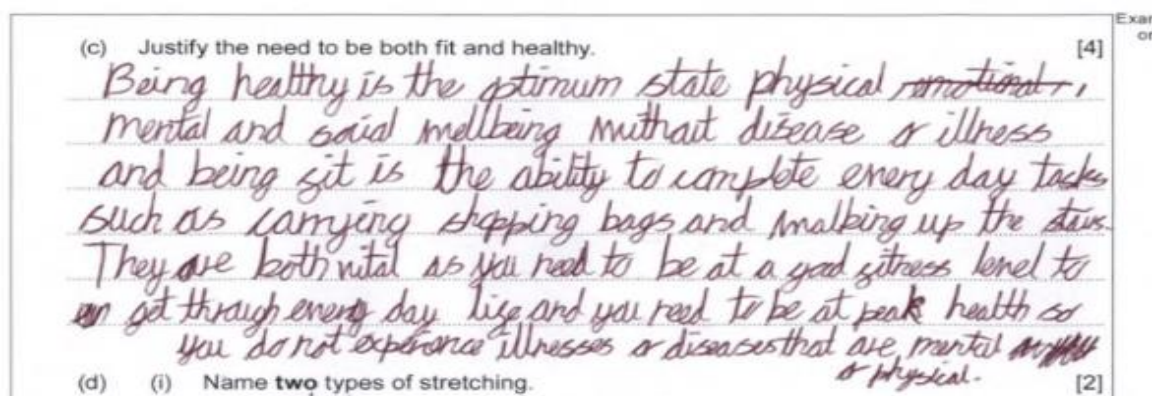 Exa
(c) Justify the need to be both fit and healthy. [4]
or
Being healthy is the optimum state physical emotional,
mental and social wellbeing without disease or illness
and being fit is the ability to complete every day tasks
such as carrying shopping bags and walking up the stairs.
They are both vital as you need to be at a good fitness level to
get through every day life and you need to be at peak health so
you do not experience illnesses or diseases that are mental
or physical.
(d) (i) Name two types of stretching. [2]